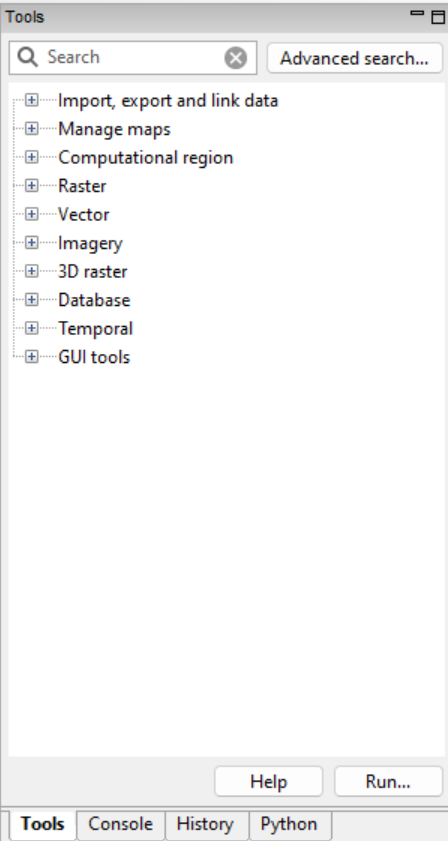 Tools
Search Advanced search...
Import, export and link data
Manage maps
Computational region
Raster
Vector
Imagery
3D raster
Database
Temporal
GUI tools
Help Run...
Tools Console History Python